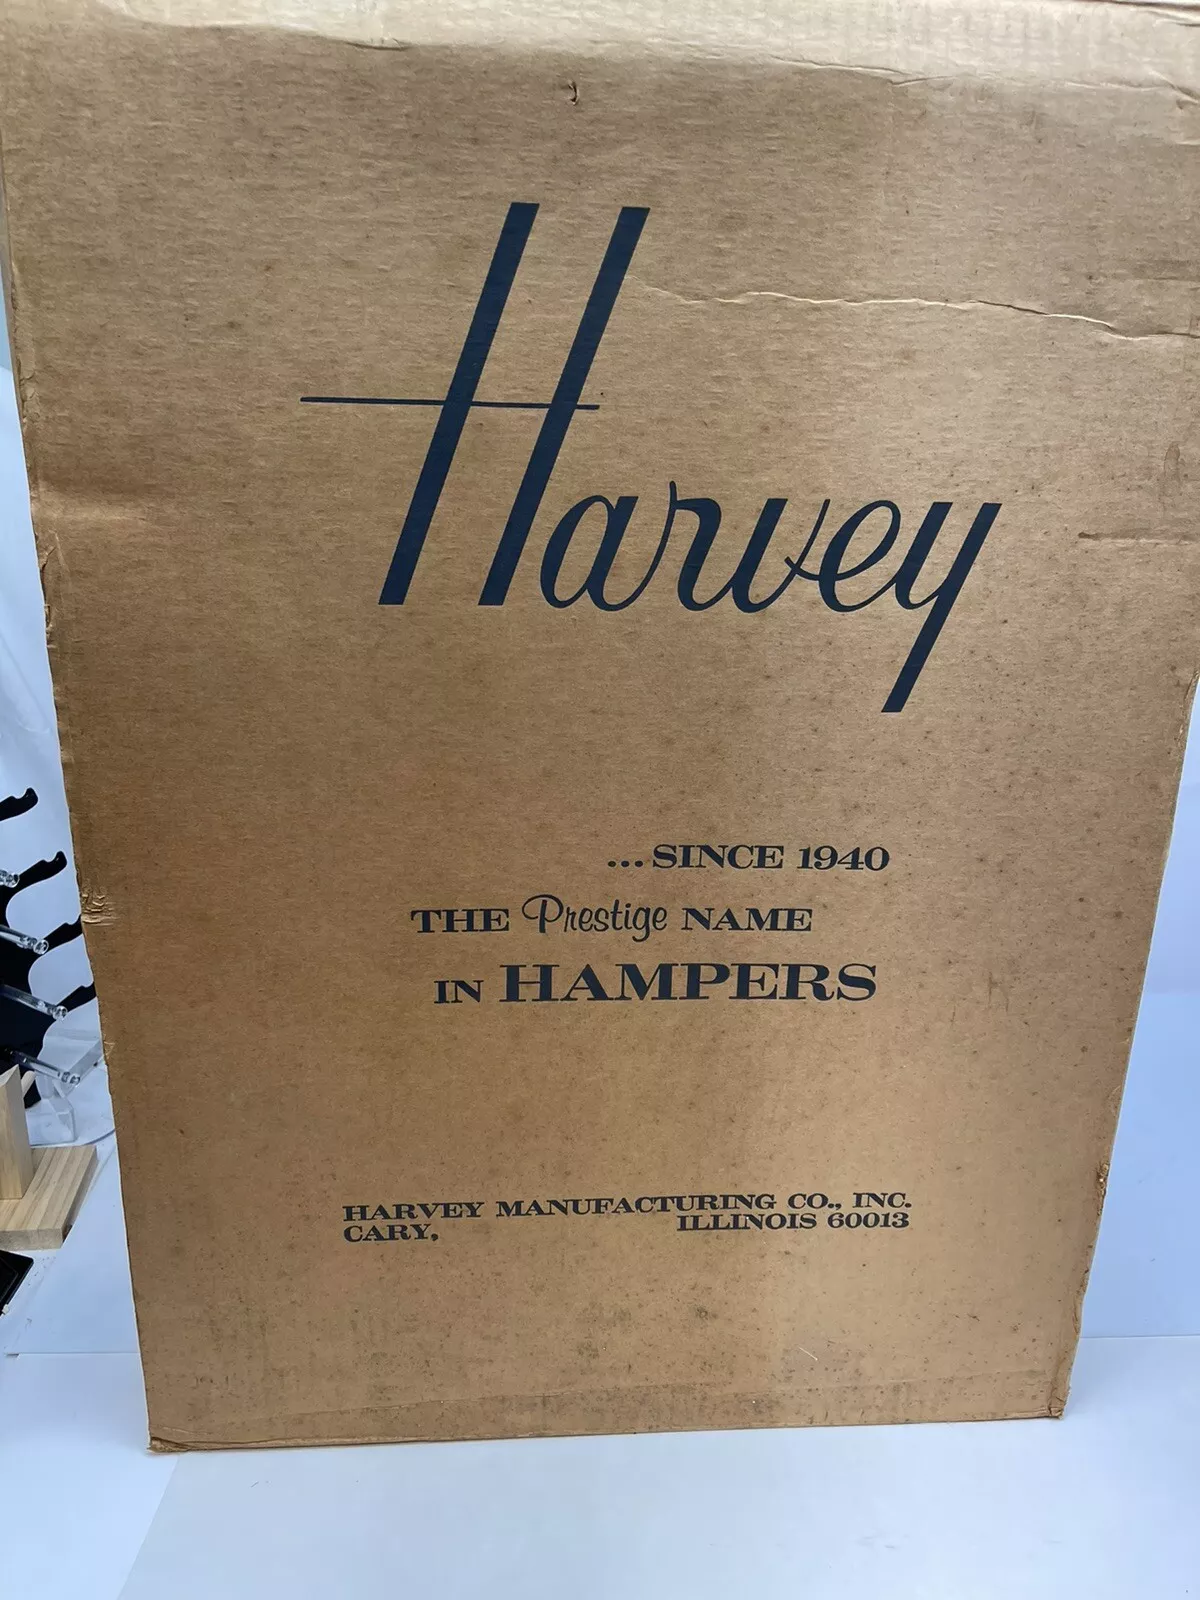 Harvey
...SINCE 1940
THE Prestige NAME
IN HAMPERS
HARVEY MANUFACTURING CO., INC.
CARY, ILLINOIS 60013